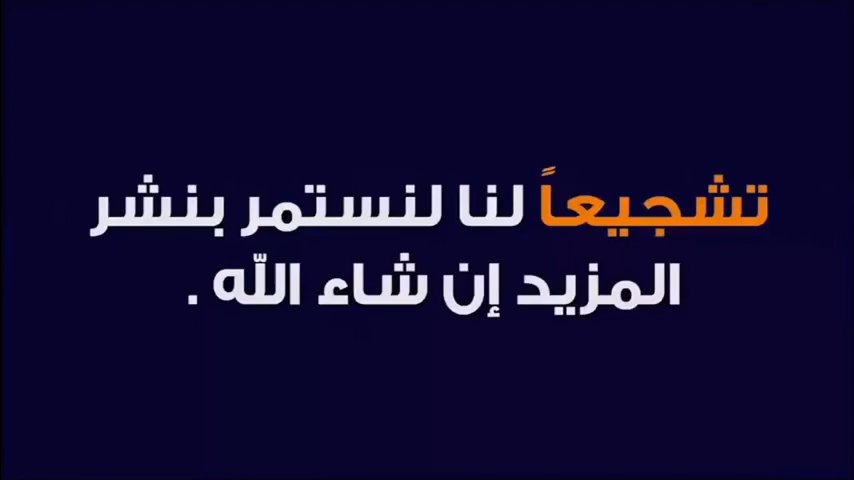 تشجيعاً لنا لنستمر بنشر
المزيد إن شاء الله .